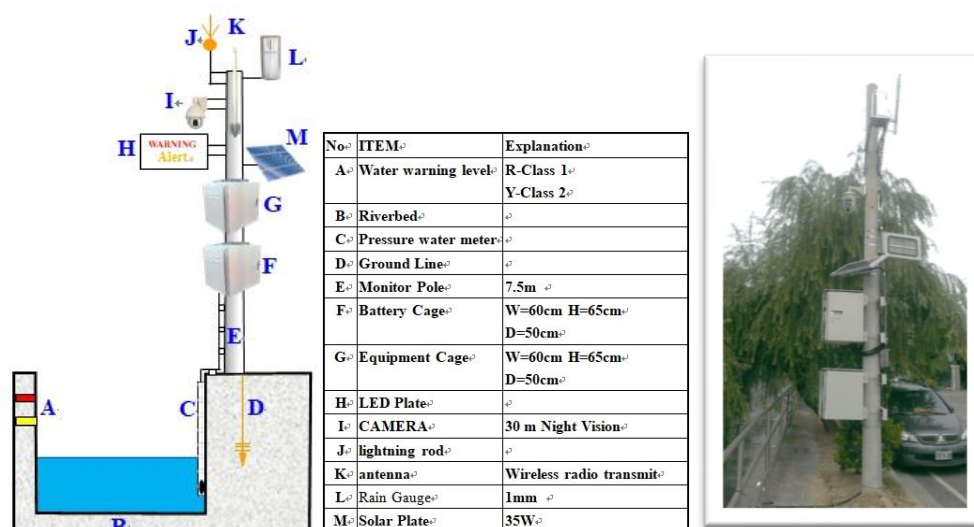 K
J
L
I
H
WARNING
Alert
M
G
F
E
A
C
D
B
No ITEM Explanation
A Water warning level R-Class 1
Y-Class 2
B Riverbed
C Pressure water meter
D Ground Line
E Monitor Pole 7.5m
F Battery Cage W=60cm H=65cm
D=50cm
G Equipment Cage W=60cm H=65cm
D=50cm
H LED Plate
I CAMERA 30 m Night Vision
J lightning rod
K antenna Wireless radio transmit
L Rain Gauge 1mm
M Solar Plate 35W